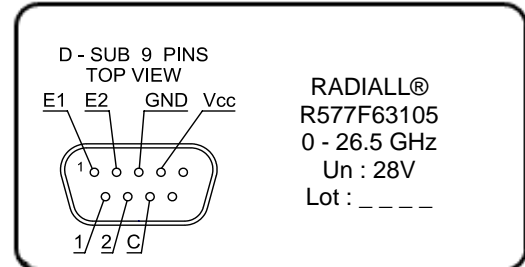 D - SUB 9 PINS
TOP VIEW
E1 E2 GND Vcc
1
1 2 C
RADIALL®
R577F63105
0 - 26.5 GHz
Un : 28V
Lot : _ _ _ _